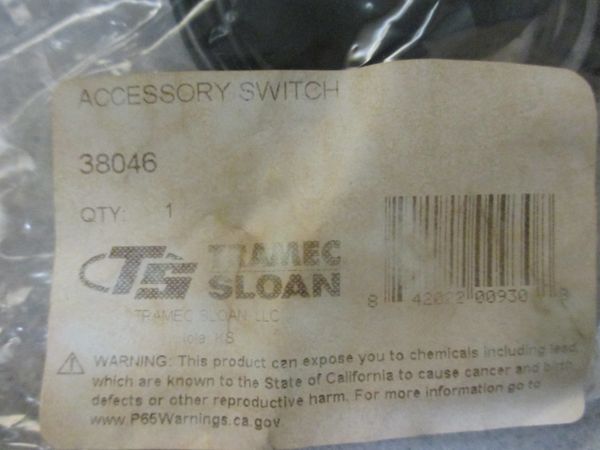 ACCESSORY SWITCH
38046
QTY: 1
TS TRAMEC
SLOAN
TRAMEC SLOAN LLC
Iola, KS
8 42022 00930
WARNING: This product can expose you to chemicals including lead,
which are known to the State of California to cause cancer and birth
defects or other reproductive harm. For more information go to
www.P65Warnings.ca.gov